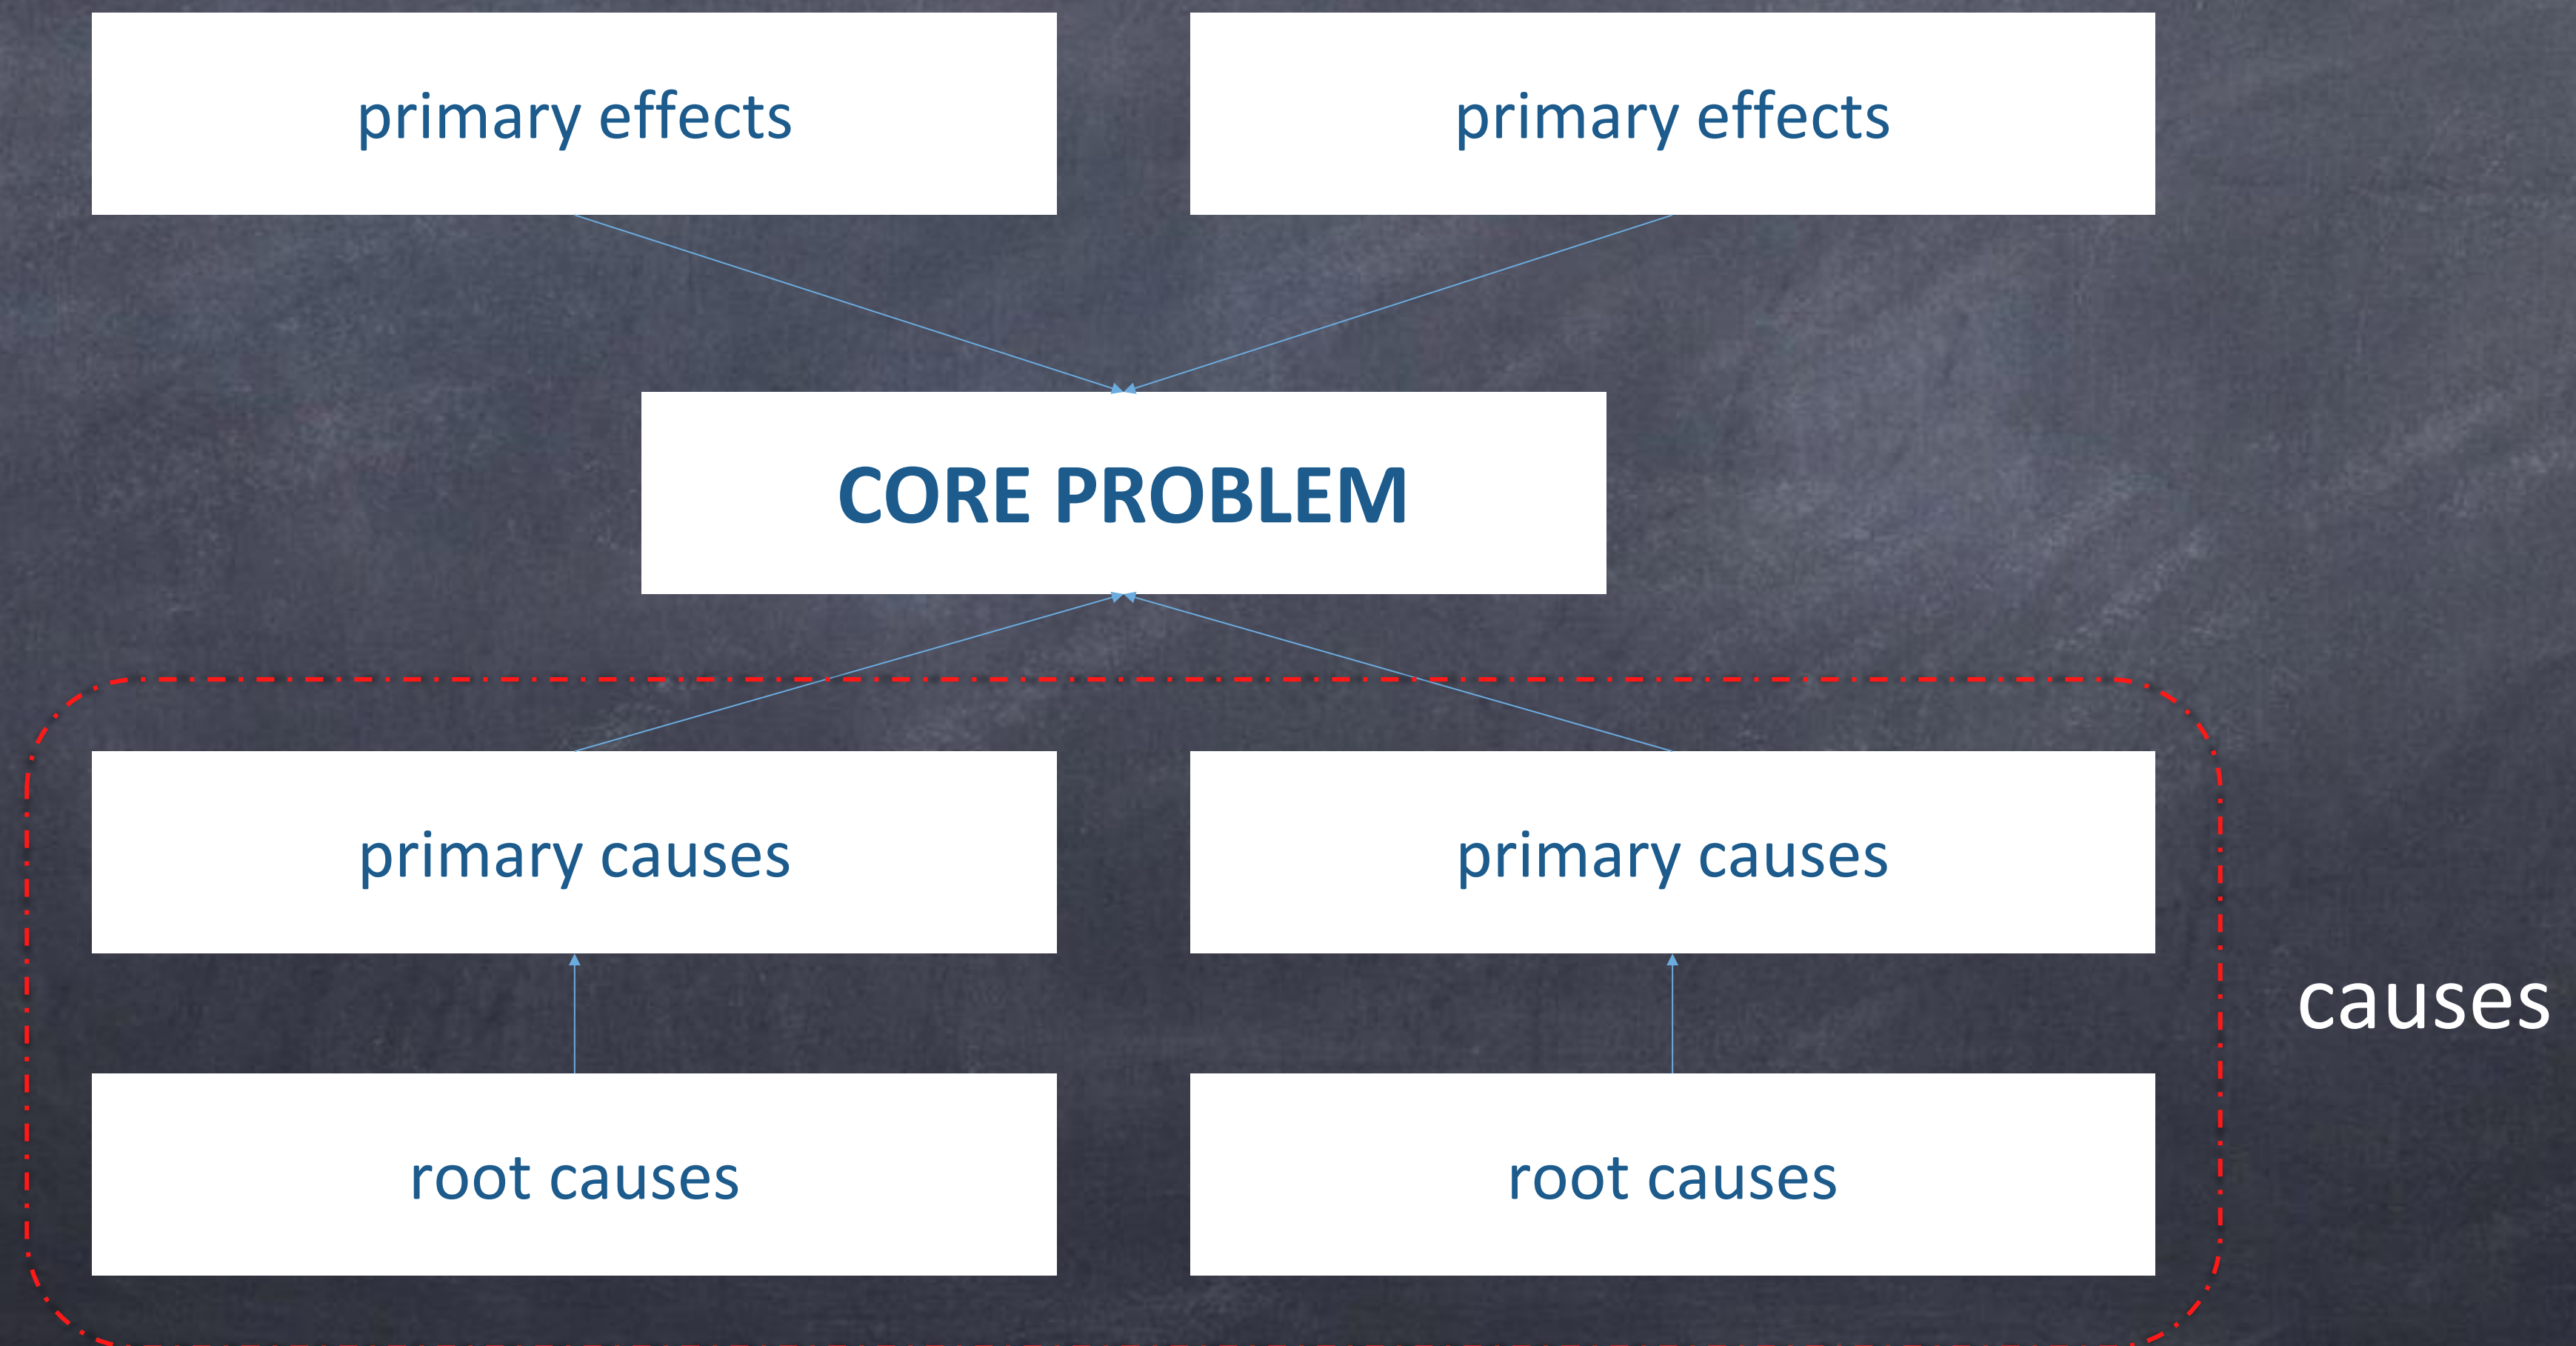 primary effects
primary effects
CORE PROBLEM
primary causes
primary causes
causes
root causes
root causes